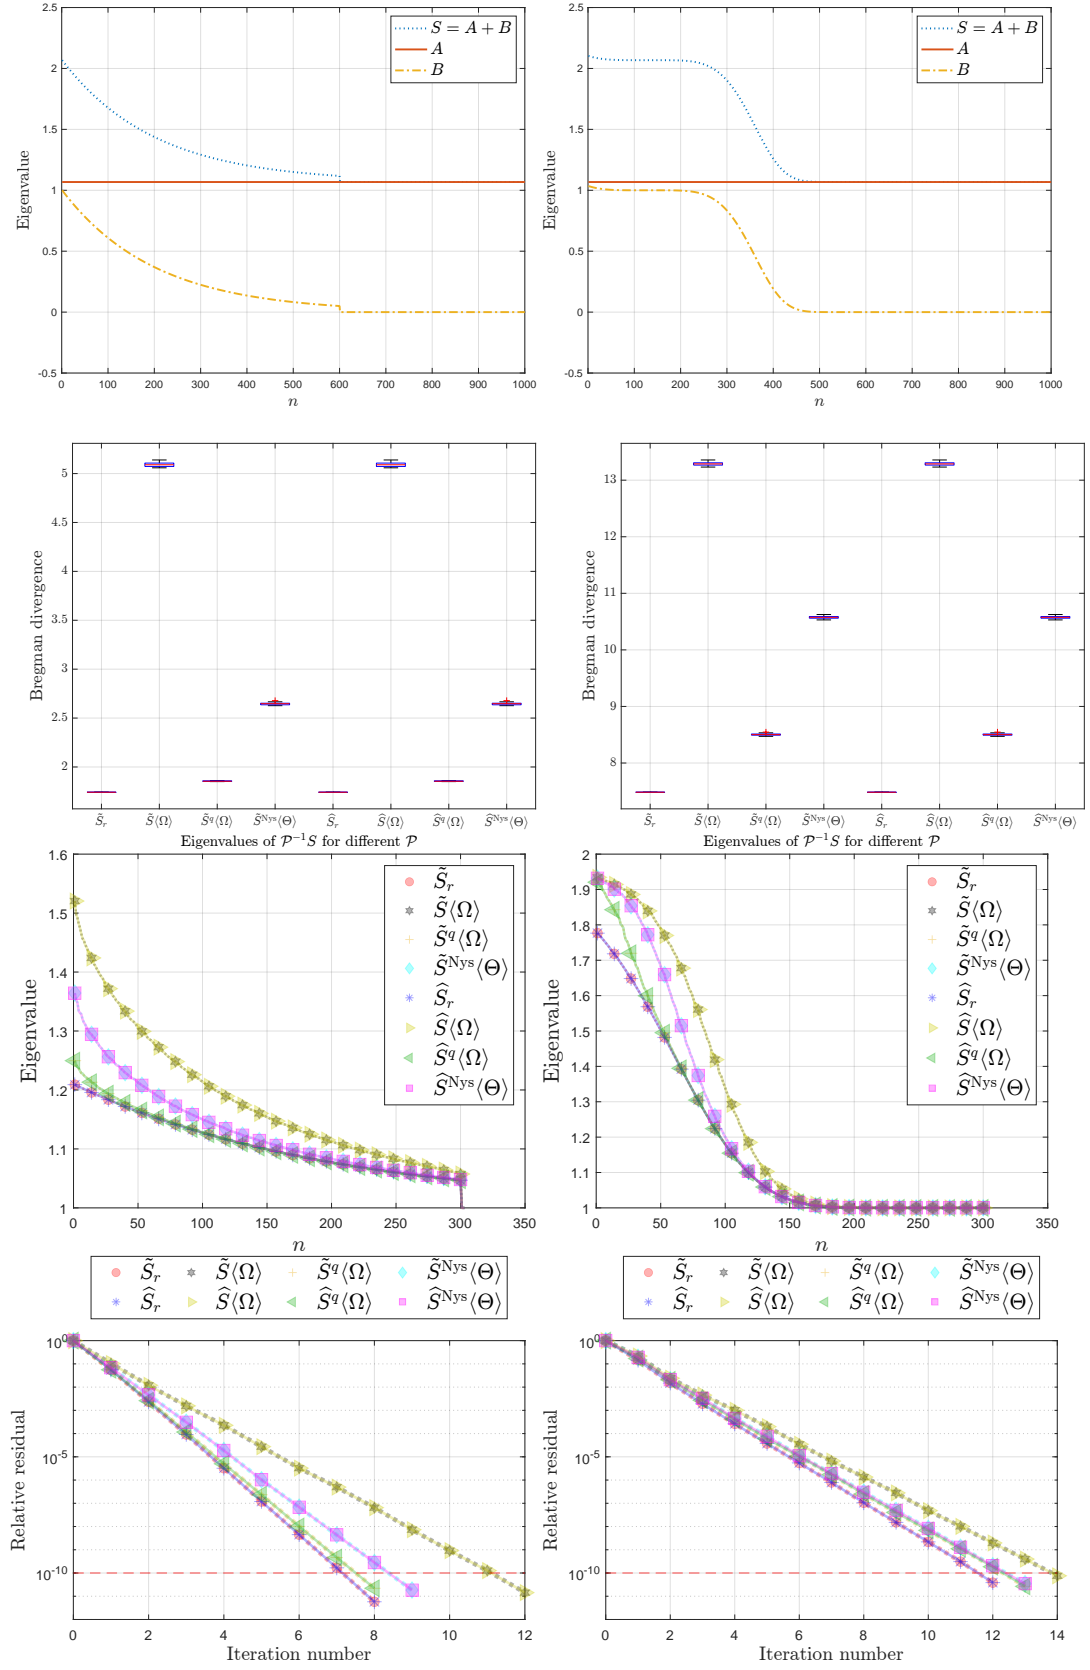 2.5
2
1.5
1
0.5
0
-0.5
Eigenvalue
0 100 200 300 400 500 600 700 800 900 1000
n
S = A + B
A
B
2.5
2
1.5
1
0.5
0
-0.5
Eigenvalue
0 100 200 300 400 500 600 700 800 900 1000
n
S = A + B
A
B
5
4.5
4
3.5
3
2.5
2
Bregman divergence
S̃_r S̃⟨Ω⟩ S̃^q⟨Ω⟩ S̃^Nys⟨Θ⟩ Ŝ_r Ŝ⟨Ω⟩ Ŝ^q⟨Ω⟩ Ŝ^Nys⟨Θ⟩
13
12
11
10
9
8
Bregman divergence
S̃_r S̃⟨Ω⟩ S̃^q⟨Ω⟩ S̃^Nys⟨Θ⟩ Ŝ_r Ŝ⟨Ω⟩ Ŝ^q⟨Ω⟩ Ŝ^Nys⟨Θ⟩
Eigenvalues of 𝒫^−1 S for different 𝒫
1.6
1.5
1.4
1.3
1.2
1.1
1
Eigenvalue
0 50 100 150 200 250 300 350
n
S̃_r
S̃⟨Ω⟩
S̃^q⟨Ω⟩
S̃^Nys⟨Θ⟩
Ŝ_r
Ŝ⟨Ω⟩
Ŝ^q⟨Ω⟩
Ŝ^Nys⟨Θ⟩
Eigenvalues of 𝒫^−1 S for different 𝒫
2
1.9
1.8
1.7
1.6
1.5
1.4
1.3
1.2
1.1
1
Eigenvalue
0 50 100 150 200 250 300 350
n
S̃_r
S̃⟨Ω⟩
S̃^q⟨Ω⟩
S̃^Nys⟨Θ⟩
Ŝ_r
Ŝ⟨Ω⟩
Ŝ^q⟨Ω⟩
Ŝ^Nys⟨Θ⟩
S̃_r S̃⟨Ω⟩ S̃^q⟨Ω⟩ S̃^Nys⟨Θ⟩
Ŝ_r Ŝ⟨Ω⟩ Ŝ^q⟨Ω⟩ Ŝ^Nys⟨Θ⟩
10^0
10^-5
10^-10
Relative residual
0 2 4 6 8 10 12
Iteration number
S̃_r S̃⟨Ω⟩ S̃^q⟨Ω⟩ S̃^Nys⟨Θ⟩
Ŝ_r Ŝ⟨Ω⟩ Ŝ^q⟨Ω⟩ Ŝ^Nys⟨Θ⟩
10^0
10^-5
10^-10
Relative residual
0 2 4 6 8 10 12 14
Iteration number